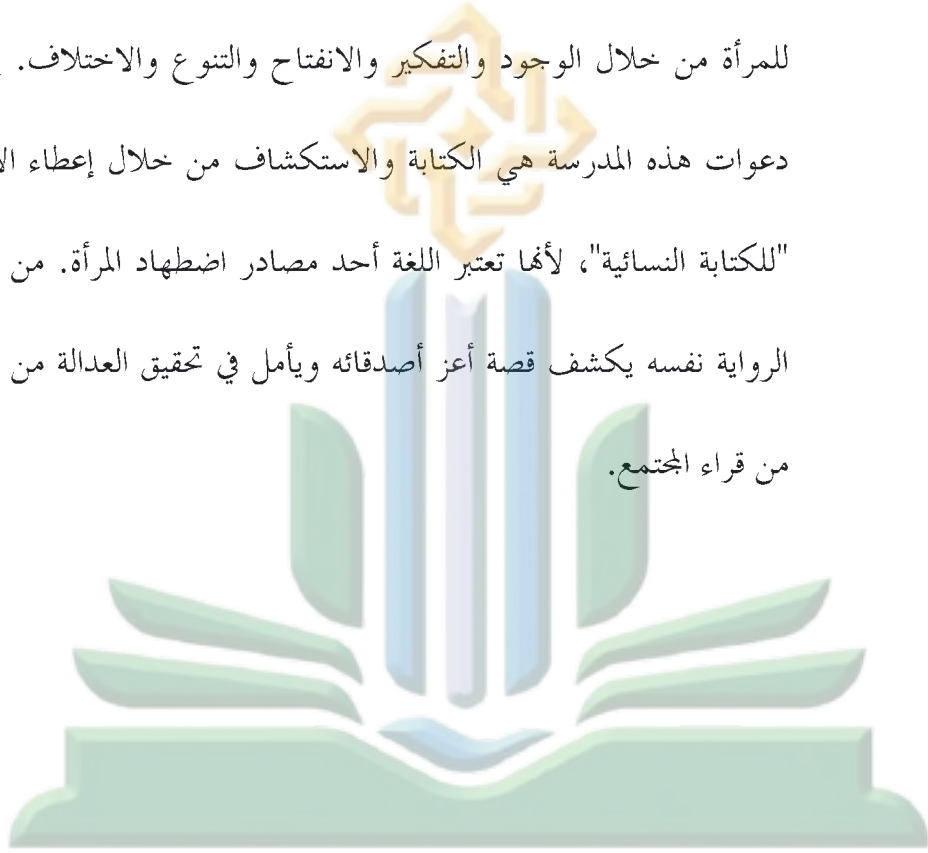 للمرأة من خلال الوجود والتفكير والانفتاح والتنوع والاختلاف.
دعوات هذه المدرسة هي الكتابة والاستكشاف من خلال إعطاء
"للكتابة النسائية"، لأنها تعتبر اللغة أحد مصادر اضطهاد المرأة. من
الرواية نفسه يكشف قصة أعز أصدقائه ويأمل في تحقيق العدالة من
من قراء المجتمع.